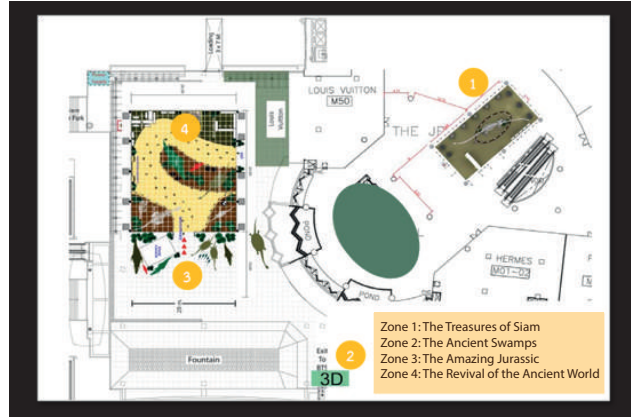 Loading
LOUIS VUITTON
M50
1
THE
4
Louis
Vuitton
POND
HERMES
M01-02
3
POND
Fountain
Exit
To
BTS
2
3D
Zone 1: The Treasures of Siam
Zone 2: The Ancient Swamps
Zone 3: The Amazing Jurassic
Zone 4: The Revival of the Ancient World